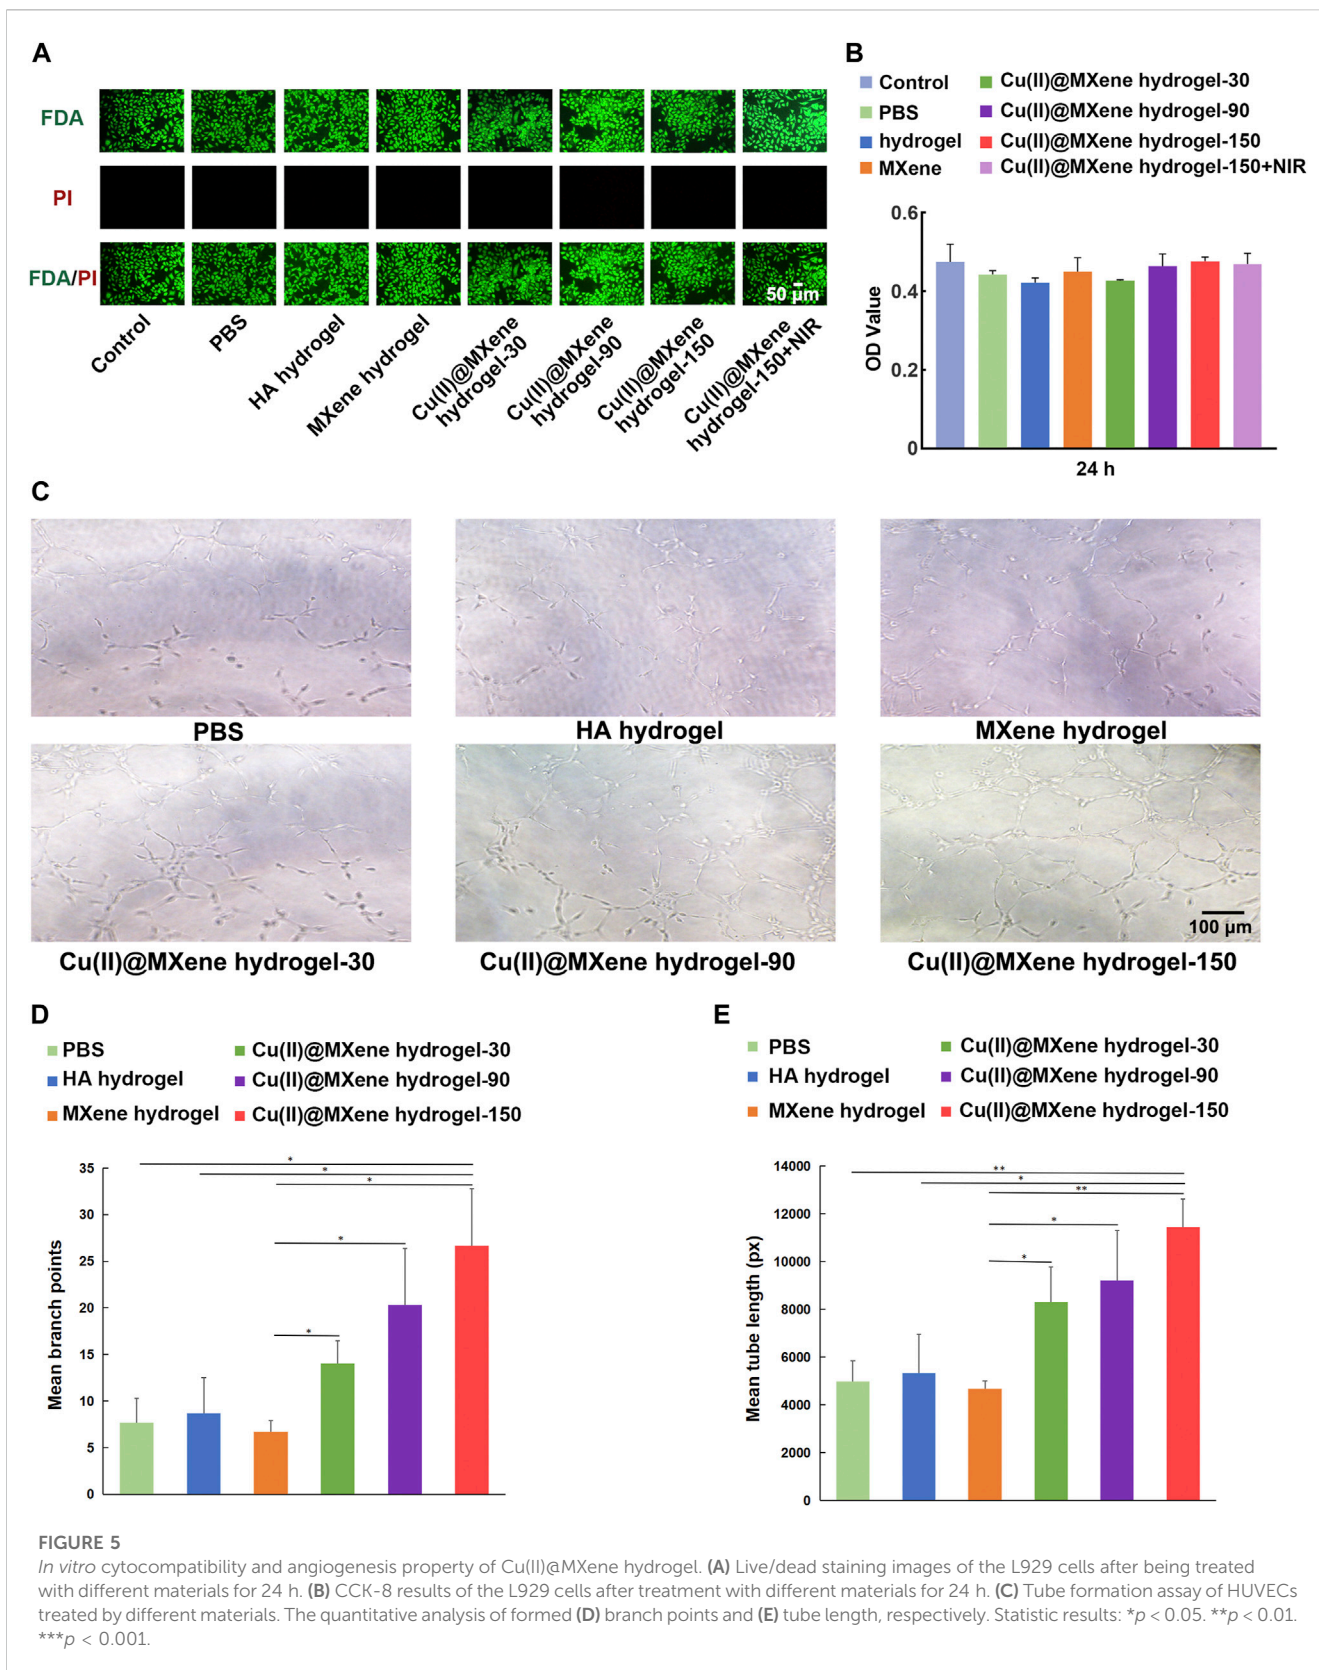 A
FDA
PI
FDA/PI
50 µm
Control
PBS
HA hydrogel
MXene hydrogel
Cu(II)@MXene
hydrogel-30
Cu(II)@MXene
hydrogel-90
Cu(II)@MXene
hydrogel-150
Cu(II)@MXene
hydrogel-150+NIR
B
Control
PBS
hydrogel
MXene
Cu(II)@MXene hydrogel-30
Cu(II)@MXene hydrogel-90
Cu(II)@MXene hydrogel-150
Cu(II)@MXene hydrogel-150+NIR
OD Value
0.6
0.4
0.2
0
24 h
C
PBS
HA hydrogel
MXene hydrogel
100 µm
Cu(II)@MXene hydrogel-30
Cu(II)@MXene hydrogel-90
Cu(II)@MXene hydrogel-150
D
PBS
HA hydrogel
MXene hydrogel
Cu(II)@MXene hydrogel-30
Cu(II)@MXene hydrogel-90
Cu(II)@MXene hydrogel-150
Mean branch points
35
30
25
20
15
10
5
0
*
*
*
*
*
E
PBS
HA hydrogel
MXene hydrogel
Cu(II)@MXene hydrogel-30
Cu(II)@MXene hydrogel-90
Cu(II)@MXene hydrogel-150
Mean tube length (px)
14000
12000
10000
8000
6000
4000
2000
0
**
*
**
*
*
FIGURE 5
In vitro cytocompatibility and angiogenesis property of Cu(II)@MXene hydrogel. (A) Live/dead staining images of the L929 cells after being treated
with different materials for 24 h. (B) CCK-8 results of the L929 cells after treatment with different materials for 24 h. (C) Tube formation assay of HUVECs
treated by different materials. The quantitative analysis of formed (D) branch points and (E) tube length, respectively. Statistic results: *p < 0.05. **p < 0.01.
***p < 0.001.